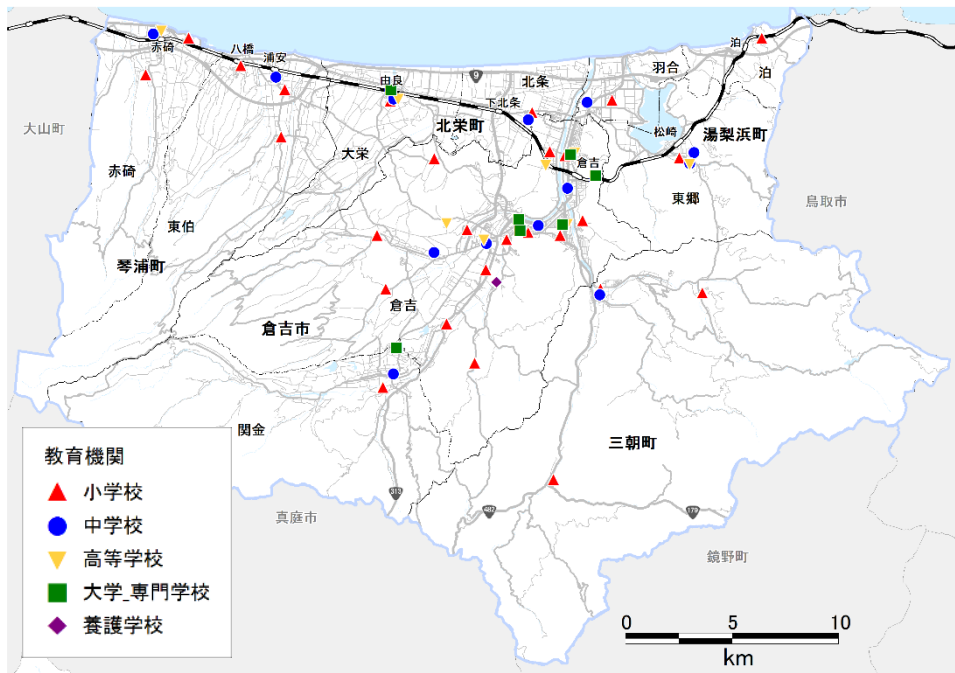 赤碕
八橋
浦安
由良
9
北条
下北条
羽合
泊
泊
大山町
北栄町
大栄
倉吉
松崎
湯梨浜町
東郷
鳥取市
赤碕
東伯
琴浦町
倉吉
倉吉市
関金
三朝町
313
482
179
真庭市
鏡野町
教育機関
小学校
中学校
高等学校
大学_専門学校
養護学校
0 5 10
km